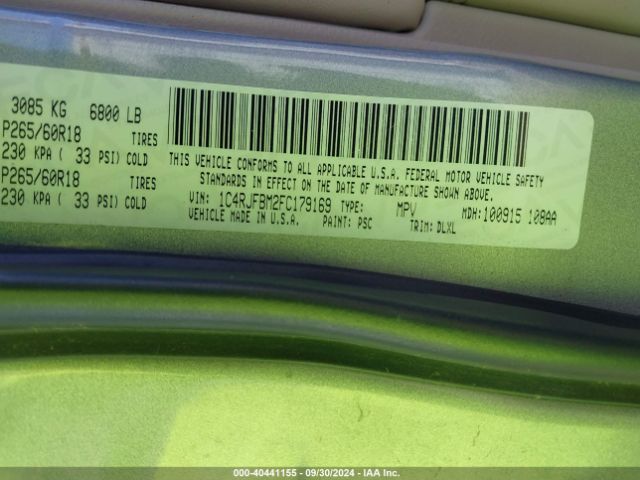 3085 KG 6800 LB
P265/60R18 TIRES
230 KPA ( 33 PSI) COLD
P265/60R18 TIRES
230 KPA ( 33 PSI) COLD
THIS VEHICLE CONFORMS TO ALL APPLICABLE U.S.A. FEDERAL MOTOR VEHICLE SAFETY
STANDARDS IN EFFECT ON THE DATE OF MANUFACTURE SHOWN ABOVE.
VIN: 1C4RJFBM2FC179169 TYPE: MPV MDH:100915 108AA
VEHICLE MADE IN U.S.A. PAINT: PSC TRIM: DLXL
000-40441155 - 09/30/2024 - IAA Inc.